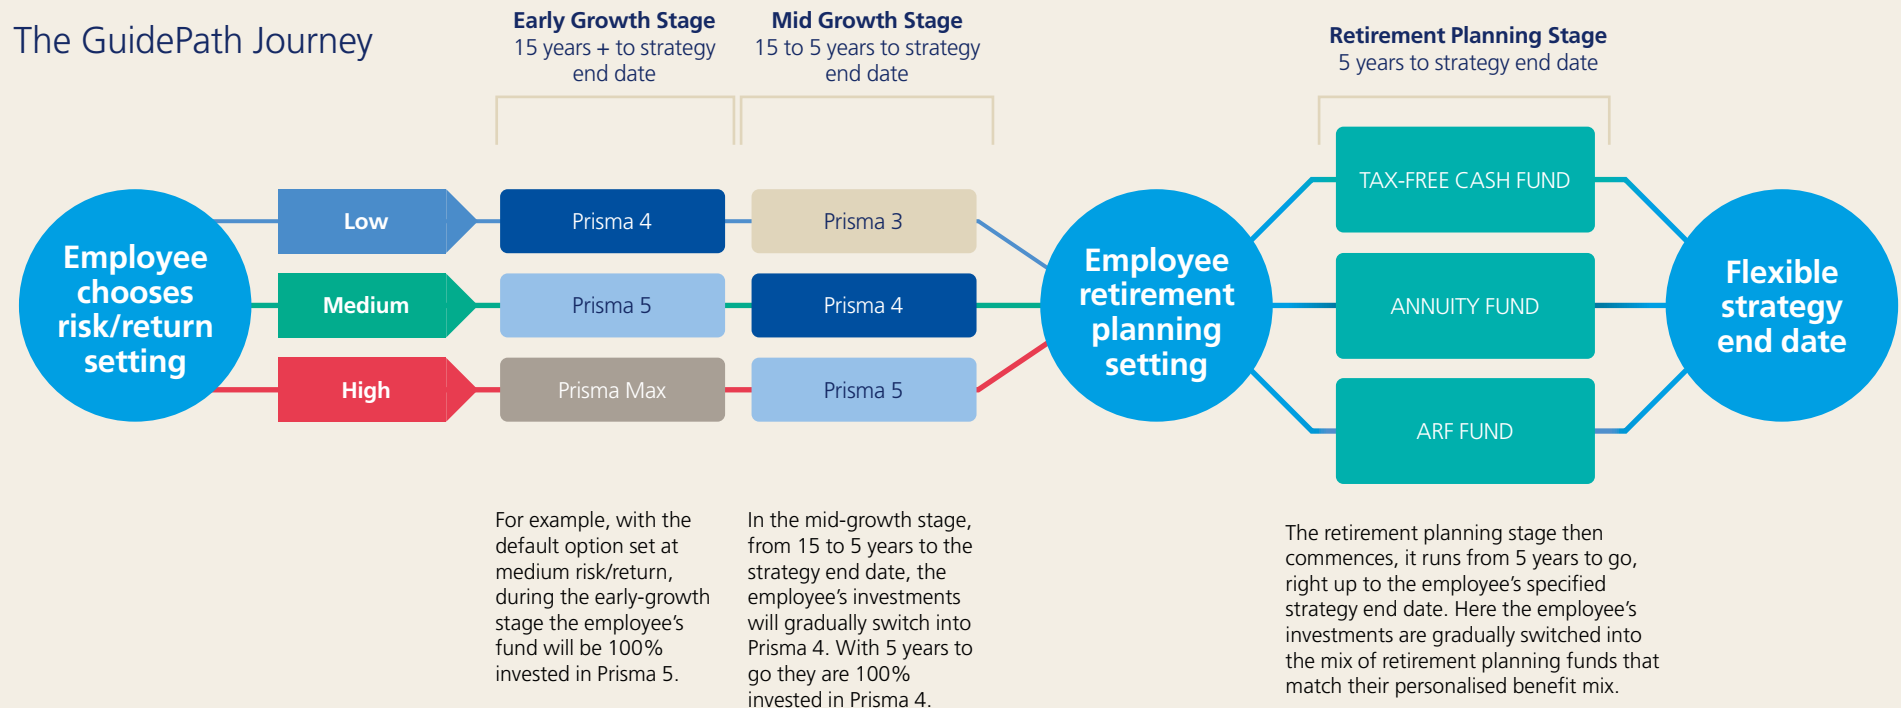 The GuidePath Journey
Early Growth Stage
15 years + to strategy
end date
Mid Growth Stage
15 to 5 years to strategy
end date
Retirement Planning Stage
5 years to strategy end date
Employee
chooses
risk/return
setting
Low
Prisma 4
Prisma 3
Medium
Prisma 5
Prisma 4
High
Prisma Max
Prisma 5
Employee
retirement
planning
setting
TAX-FREE CASH FUND
ANNUITY FUND
ARF FUND
Flexible
strategy
end date
For example, with the
default option set at
medium risk/return,
during the early-growth
stage the employee’s
fund will be 100%
invested in Prisma 5.
In the mid-growth stage,
from 15 to 5 years to the
strategy end date, the
employee’s investments
will gradually switch into
Prisma 4. With 5 years to
go they are 100%
invested in Prisma 4.
The retirement planning stage then
commences, it runs from 5 years to go,
right up to the employee’s specified
strategy end date. Here the employee’s
investments are gradually switched into
the mix of retirement planning funds that
match their personalised benefit mix.